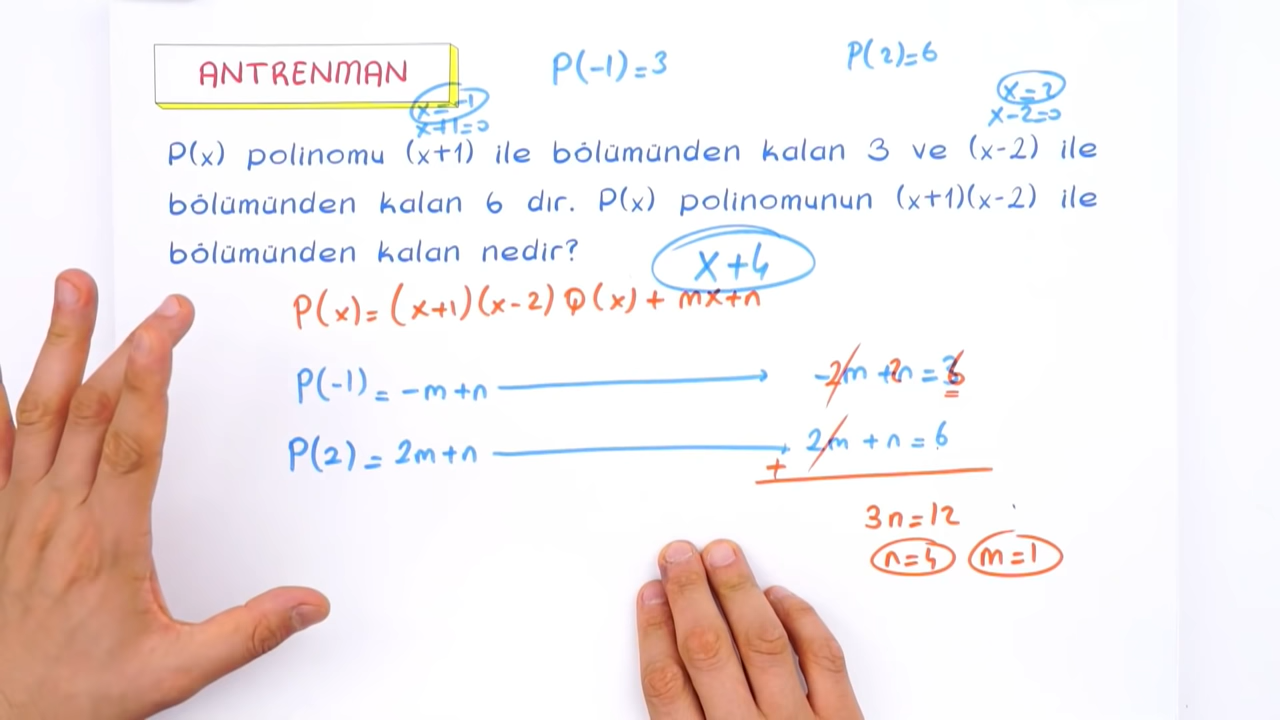 ANTRENMAN
P(-1)=3
P(2)=6
x=-1
x+1=0
x=2
x-2=0
P(x) polinomu (x+1) ile bölümünden kalan 3 ve (x-2) ile
bölümünden kalan 6 dır. P(x) polinomunun (x+1)(x-2) ile
bölümünden kalan nedir?
x+4
P(x)=(x+1)(x-2) Q(x) + mx+n
P(-1) = -m+n
-2m +2n = 6
P(2) = 2m+n
2m + n = 6
+
3n=12
n=4 m=1